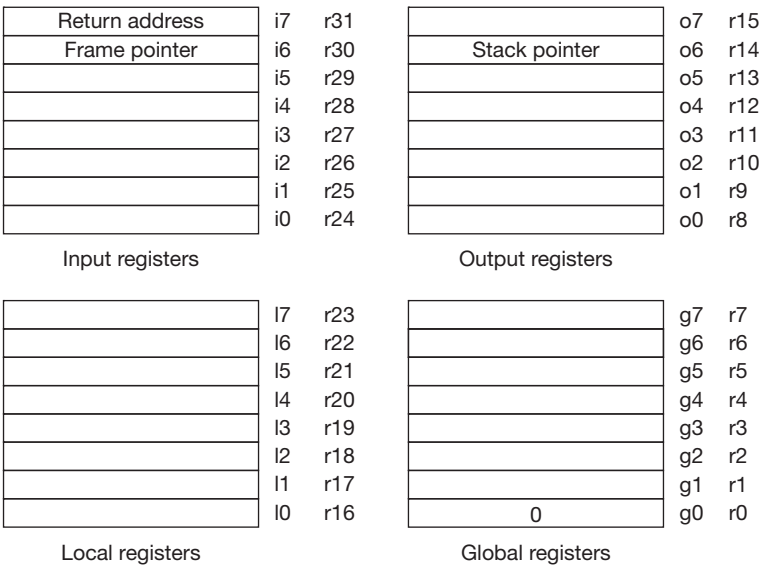 Return address i7 r31
Frame pointer i6 r30
i5 r29
i4 r28
i3 r27
i2 r26
i1 r25
i0 r24
Input registers
o7 r15
Stack pointer o6 r14
o5 r13
o4 r12
o3 r11
o2 r10
o1 r9
o0 r8
Output registers
l7 r23
l6 r22
l5 r21
l4 r20
l3 r19
l2 r18
l1 r17
l0 r16
Local registers
g7 r7
g6 r6
g5 r5
g4 r4
g3 r3
g2 r2
g1 r1
0 g0 r0
Global registers